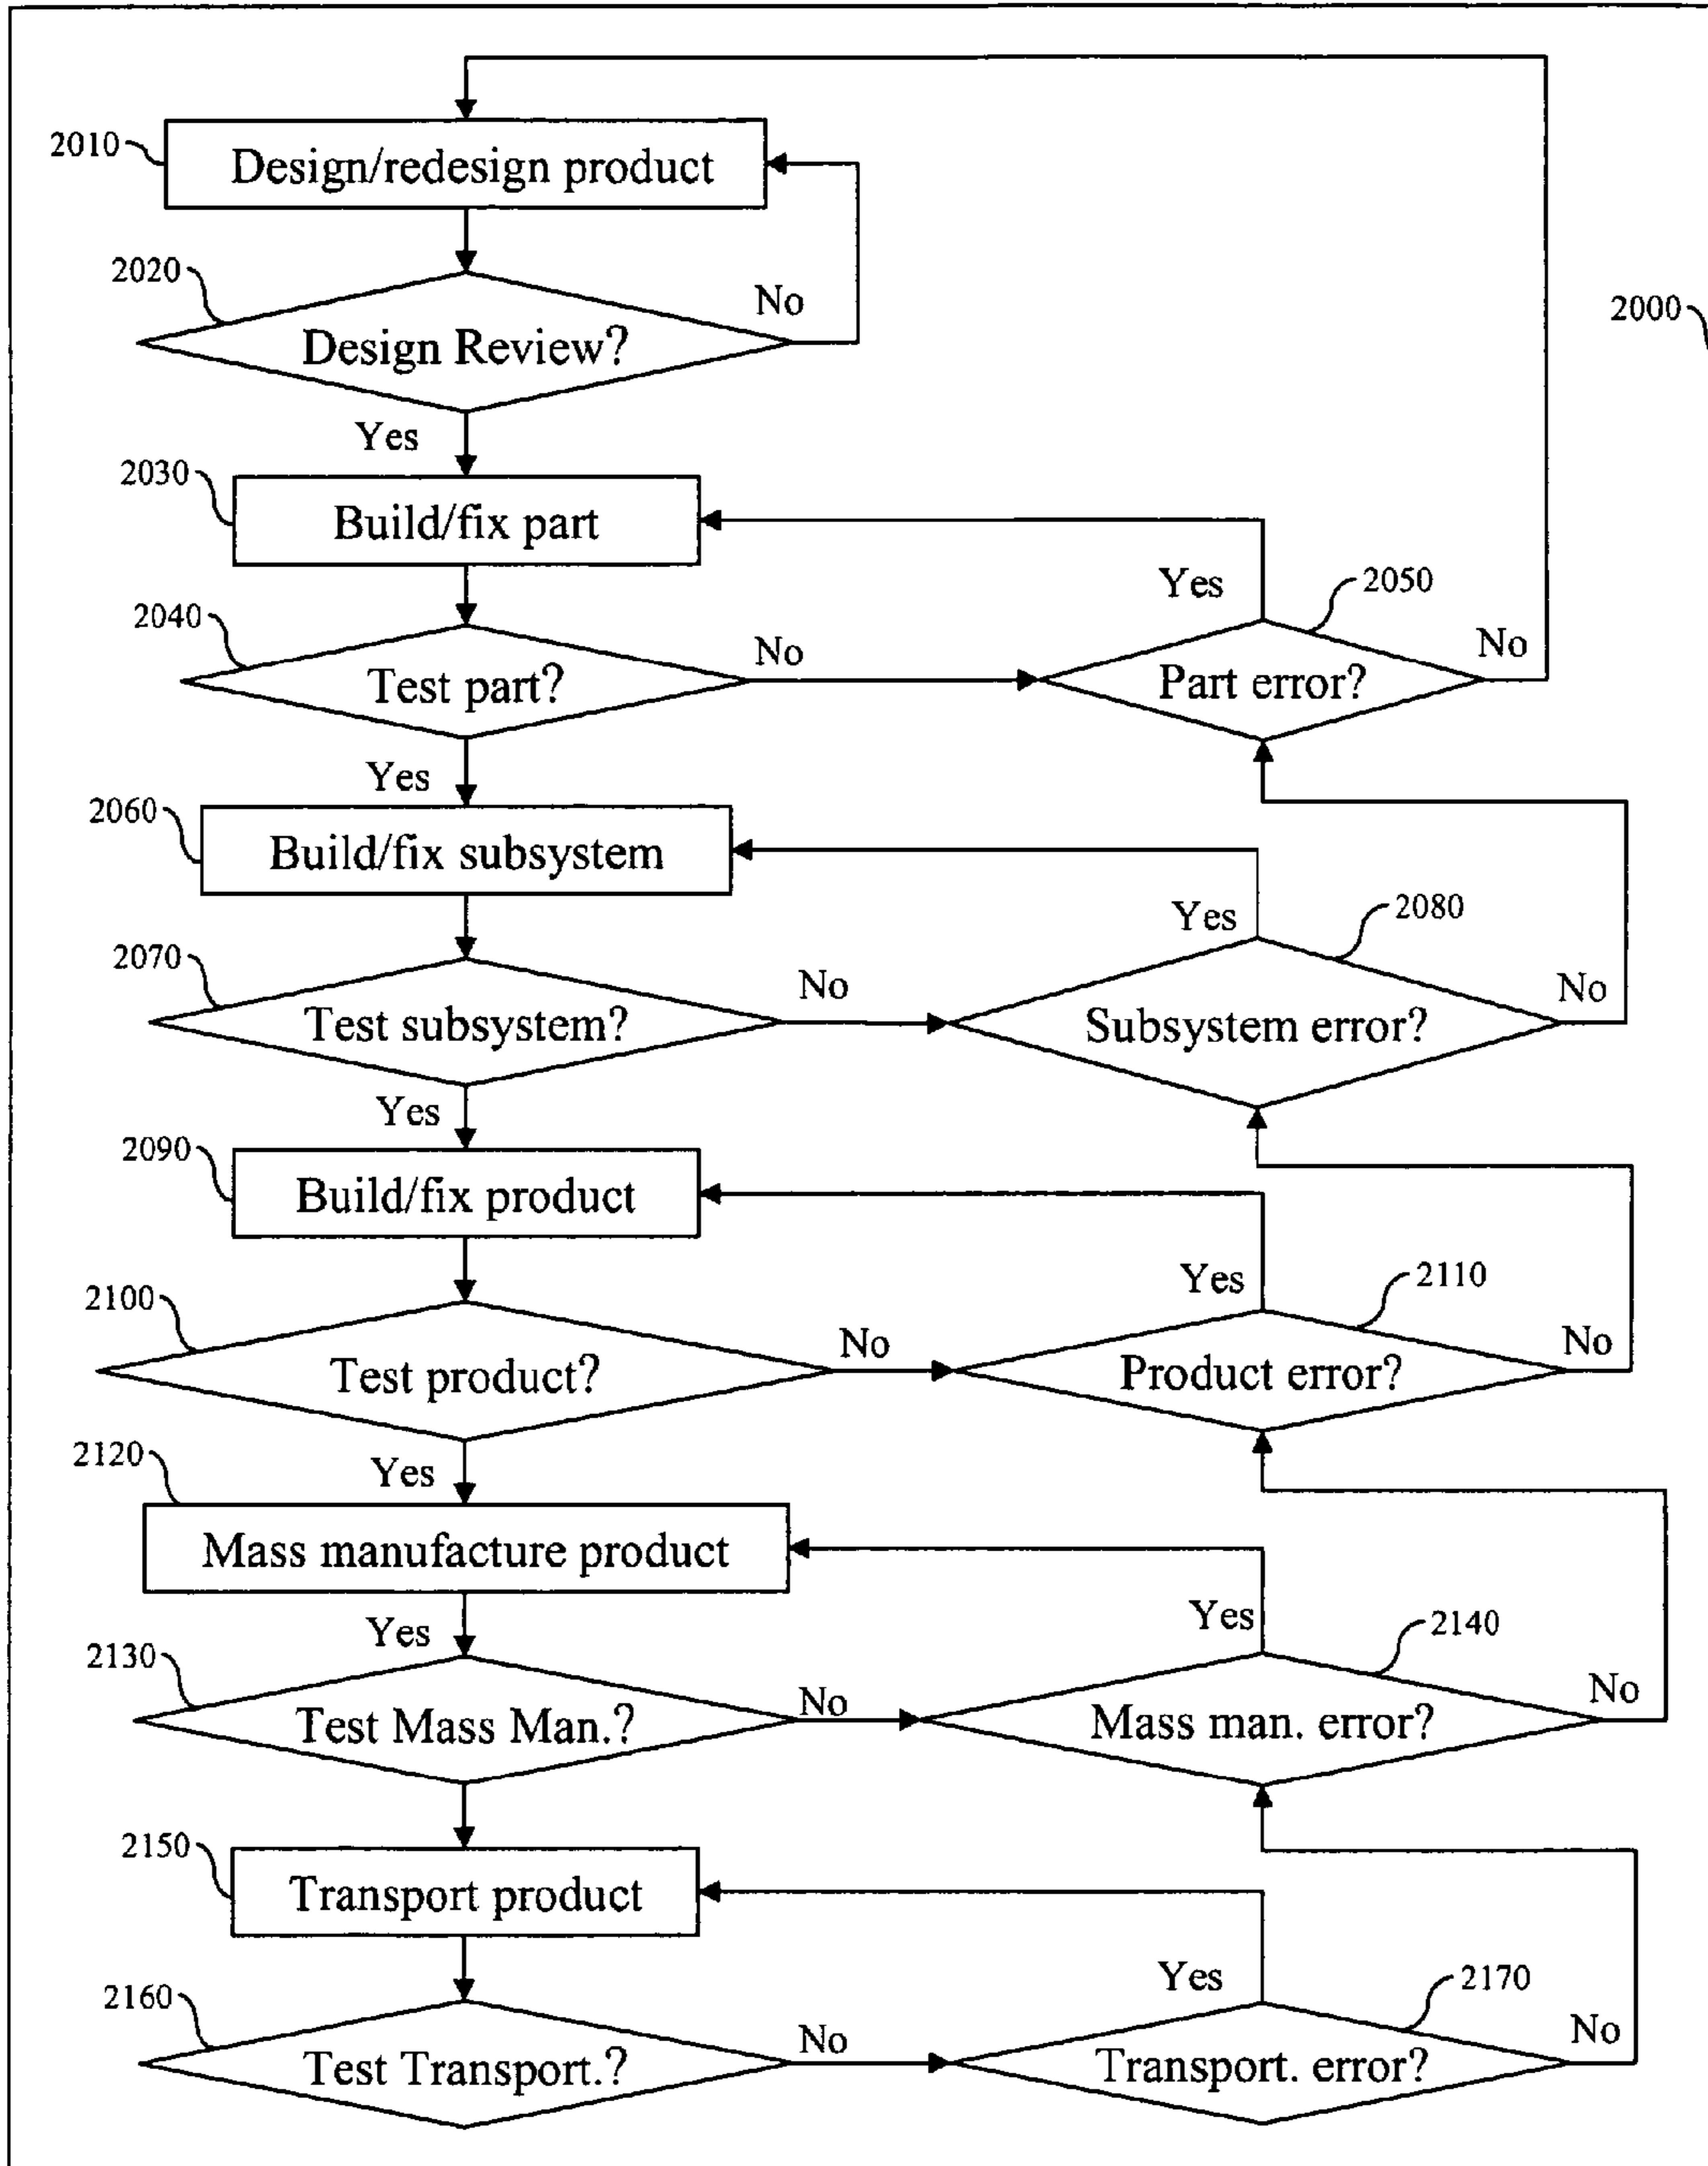 2010
Design/redesign product
2020
No
2000
Design Review?
Yes
2030
Build/fix part
Yes
2050
2040
No
No
Test part?
Part error?
Yes
2060
Build/fix subsystem
Yes
2080
2070
No
No
Test subsystem?
Subsystem error?
Yes
2090
Build/fix product
Yes
2110
2100
No
No
Test product?
Product error?
2120
Yes
Mass manufacture product
Yes
Yes
2140
2130
No
No
Test Mass Man.?
Mass man. error?
2150
Transport product
Yes
2170
2160
No
No
Test Transport.?
Transport. error?